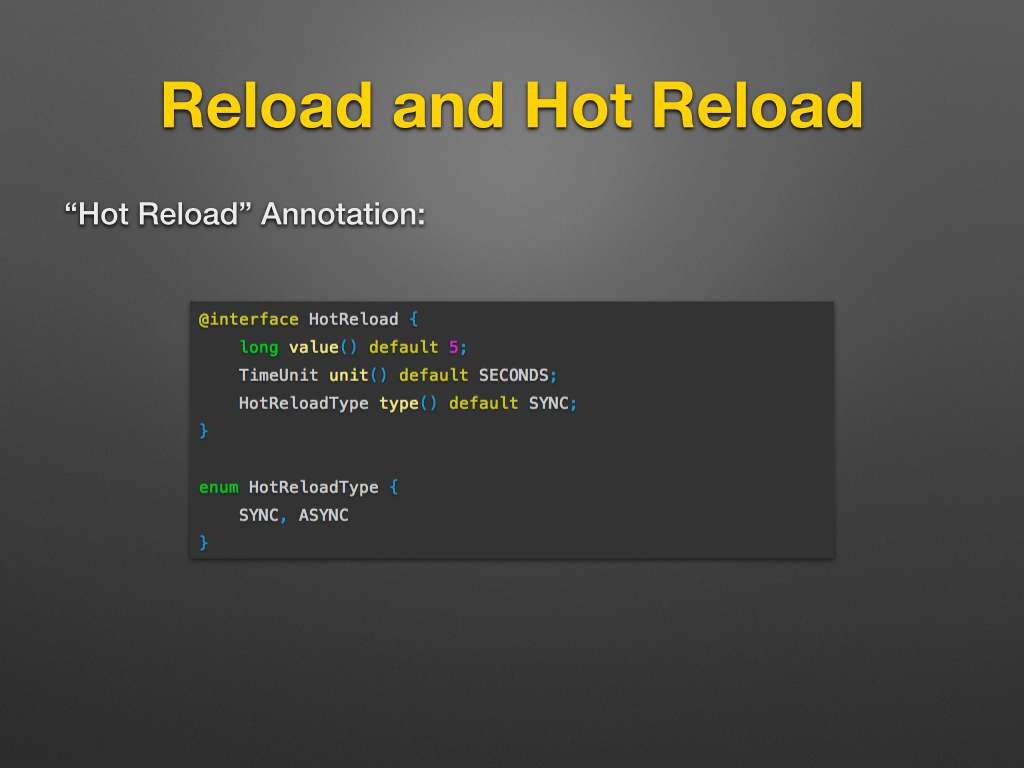 Reload and Hot Reload
“Hot Reload” Annotation:
@interface HotReload {
    long value() default 5;
    TimeUnit unit() default SECONDS;
    HotReloadType type() default SYNC;
}
enum HotReloadType {
    SYNC, ASYNC
}